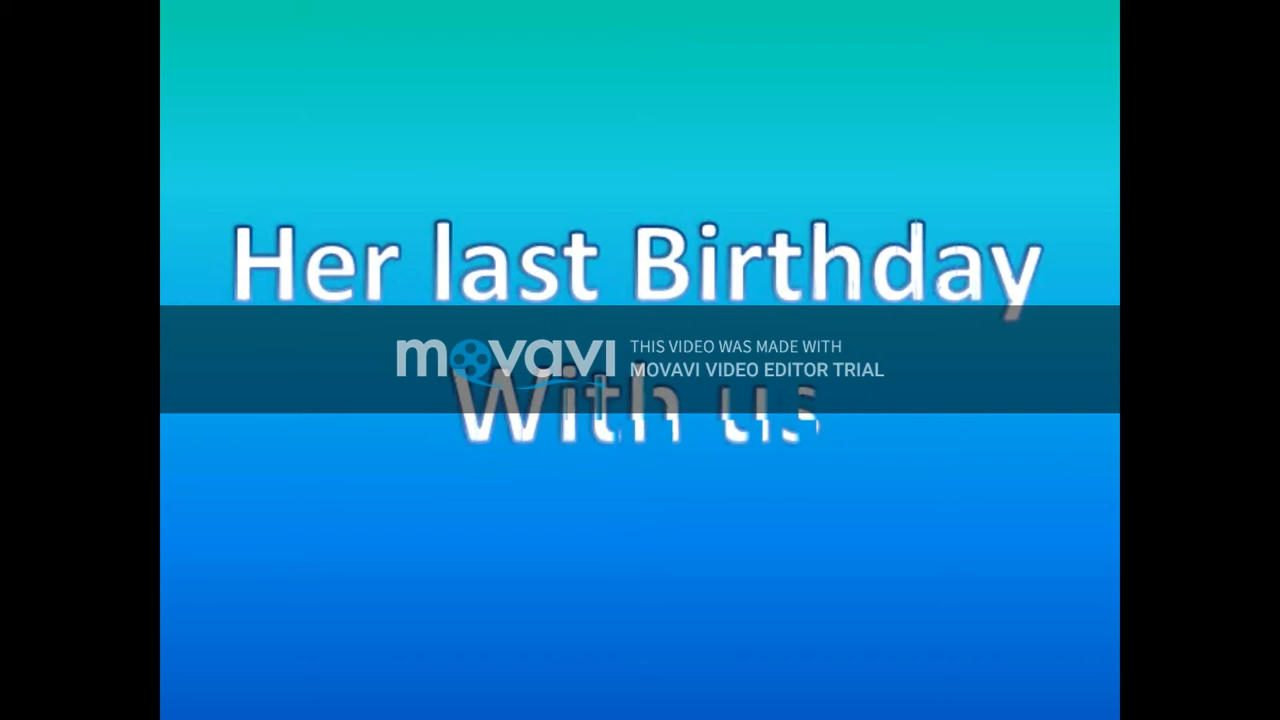 Her last Birthday
movavi
THIS VIDEO WAS MADE WITH
MOVAVI VIDEO EDITOR TRIAL
With us